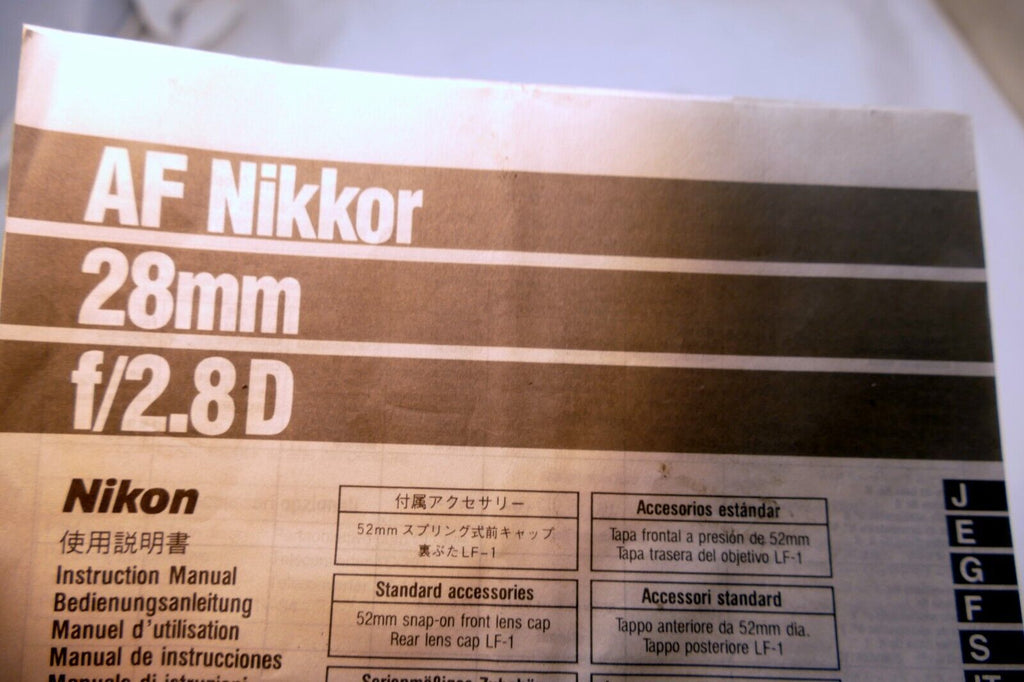 AF Nikkor
28mm
f/2.8 D
Nikon
使用説明書
Instruction Manual
Bedienungsanleitung
Manuel d'utilisation
Manual de instrucciones
付属アクセサリー
52mm スプリング式前キャップ
裏ぶたLF-1
Standard accessories
52mm snap-on front lens cap
Rear lens cap LF-1
Accesorios estándar
Tapa frontal a presión de 52mm
Tapa trasera del objetivo LF-1
Accessori standard
Tappo anteriore da 52mm dia.
Tappo posteriore LF-1
J
E
G
F
S